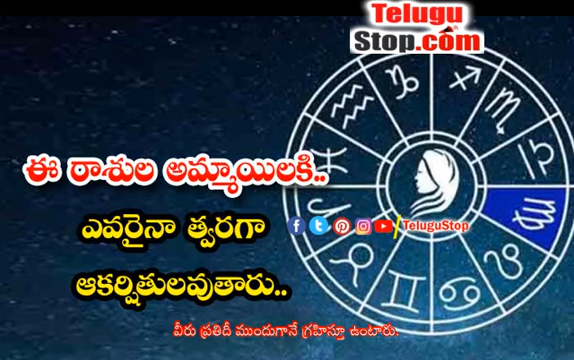 Telugu
Stop.com
ఈ రాశుల అమ్మాయిలకి..
ఎవరైనా త్వరగా
/TeluguStop
ఆకర్షితులవుతారు..
వీరు ప్రతిదీ ముందుగానే గ్రహిస్తూ ఉంటారు.